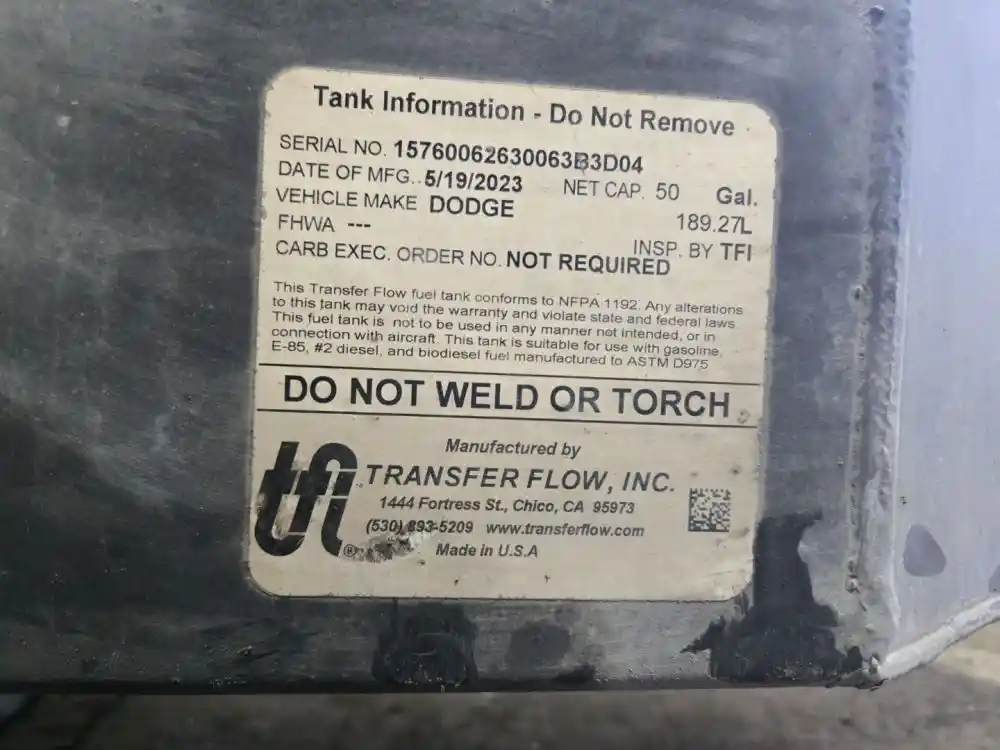 Tank Information - Do Not Remove
SERIAL NO. 15760062630063B3D04
DATE OF MFG.. 5/19/2023 NET CAP. 50 Gal.
VEHICLE MAKE DODGE 189.27L
FHWA --- INSP. BY TFI
CARB EXEC. ORDER NO. NOT REQUIRED
This Transfer Flow fuel tank conforms to NFPA 1192. Any alterations
to this tank may void the warranty and violate state and federal laws
This fuel tank is not to be used in any manner not intended, or in
connection with aircraft. This tank is suitable for use with gasoline,
E-85, #2 diesel, and biodiesel fuel manufactured to ASTM D975
DO NOT WELD OR TORCH
Manufactured by
tfi ® TRANSFER FLOW, INC.
1444 Fortress St., Chico, CA 95973
(530) 893-5209 www.transferflow.com
Made in U.S.A